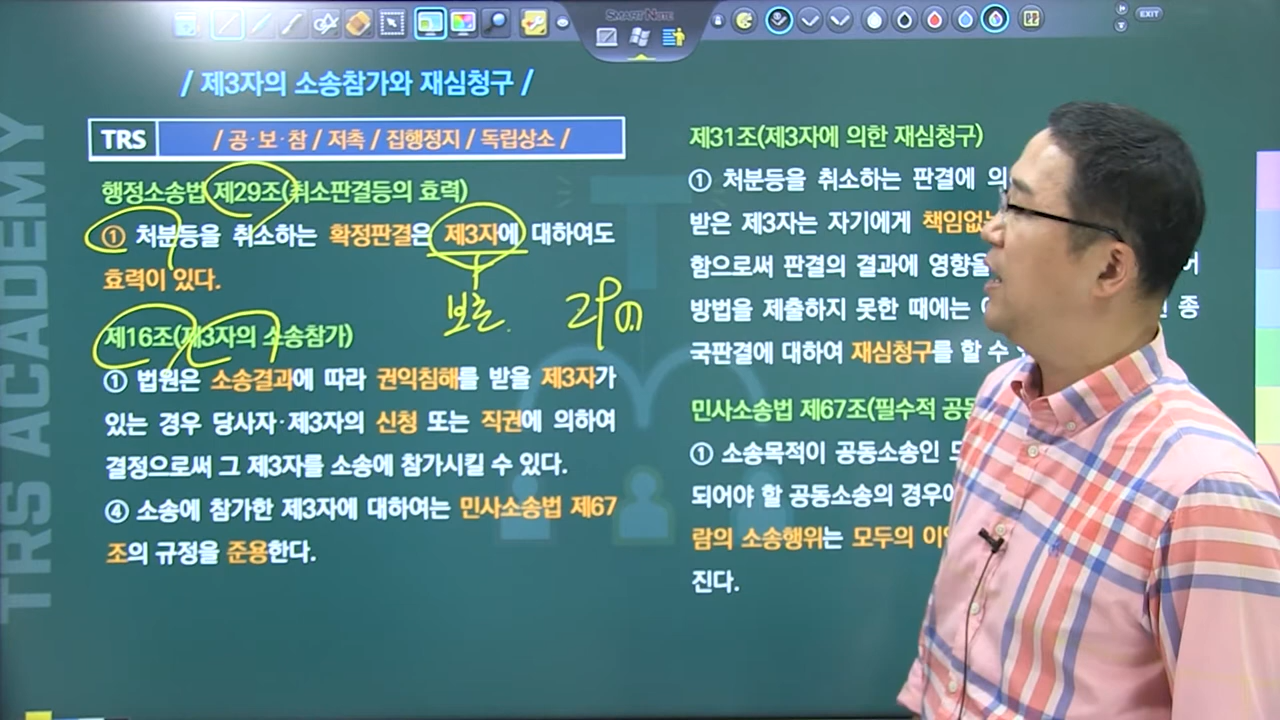 SMARTNOTE
EXIT
/ 제3자의 소송참가와 재심청구 /
TRS / 공·보·참 / 저촉 / 집행정지 / 독립상소 /
행정소송법 제29조(취소판결등의 효력)
① 처분등을 취소하는 확정판결은 제3자에 대하여도
효력이 있다.
보조
제16조(제3자의 소송참가)
① 법원은 소송결과에 따라 권익침해를 받을 제3자가
있는 경우 당사자·제3자의 신청 또는 직권에 의하여
결정으로써 그 제3자를 소송에 참가시킬 수 있다.
④ 소송에 참가한 제3자에 대하여는 민사소송법 제67
조의 규정을 준용한다.
제31조(제3자에 의한 재심청구)
① 처분등을 취소하는 판결에 의
받은 제3자는 자기에게 책임없는
함으로써 판결의 결과에 영향을 어
방법을 제출하지 못한 때에는 종
국판결에 대하여 재심청구를 할 수
민사소송법 제67조(필수적 공동
① 소송목적이 공동소송인 모
되어야 할 공동소송의 경우에
람의 소송행위는 모두의 이익
진다.
TRS ACADEMY